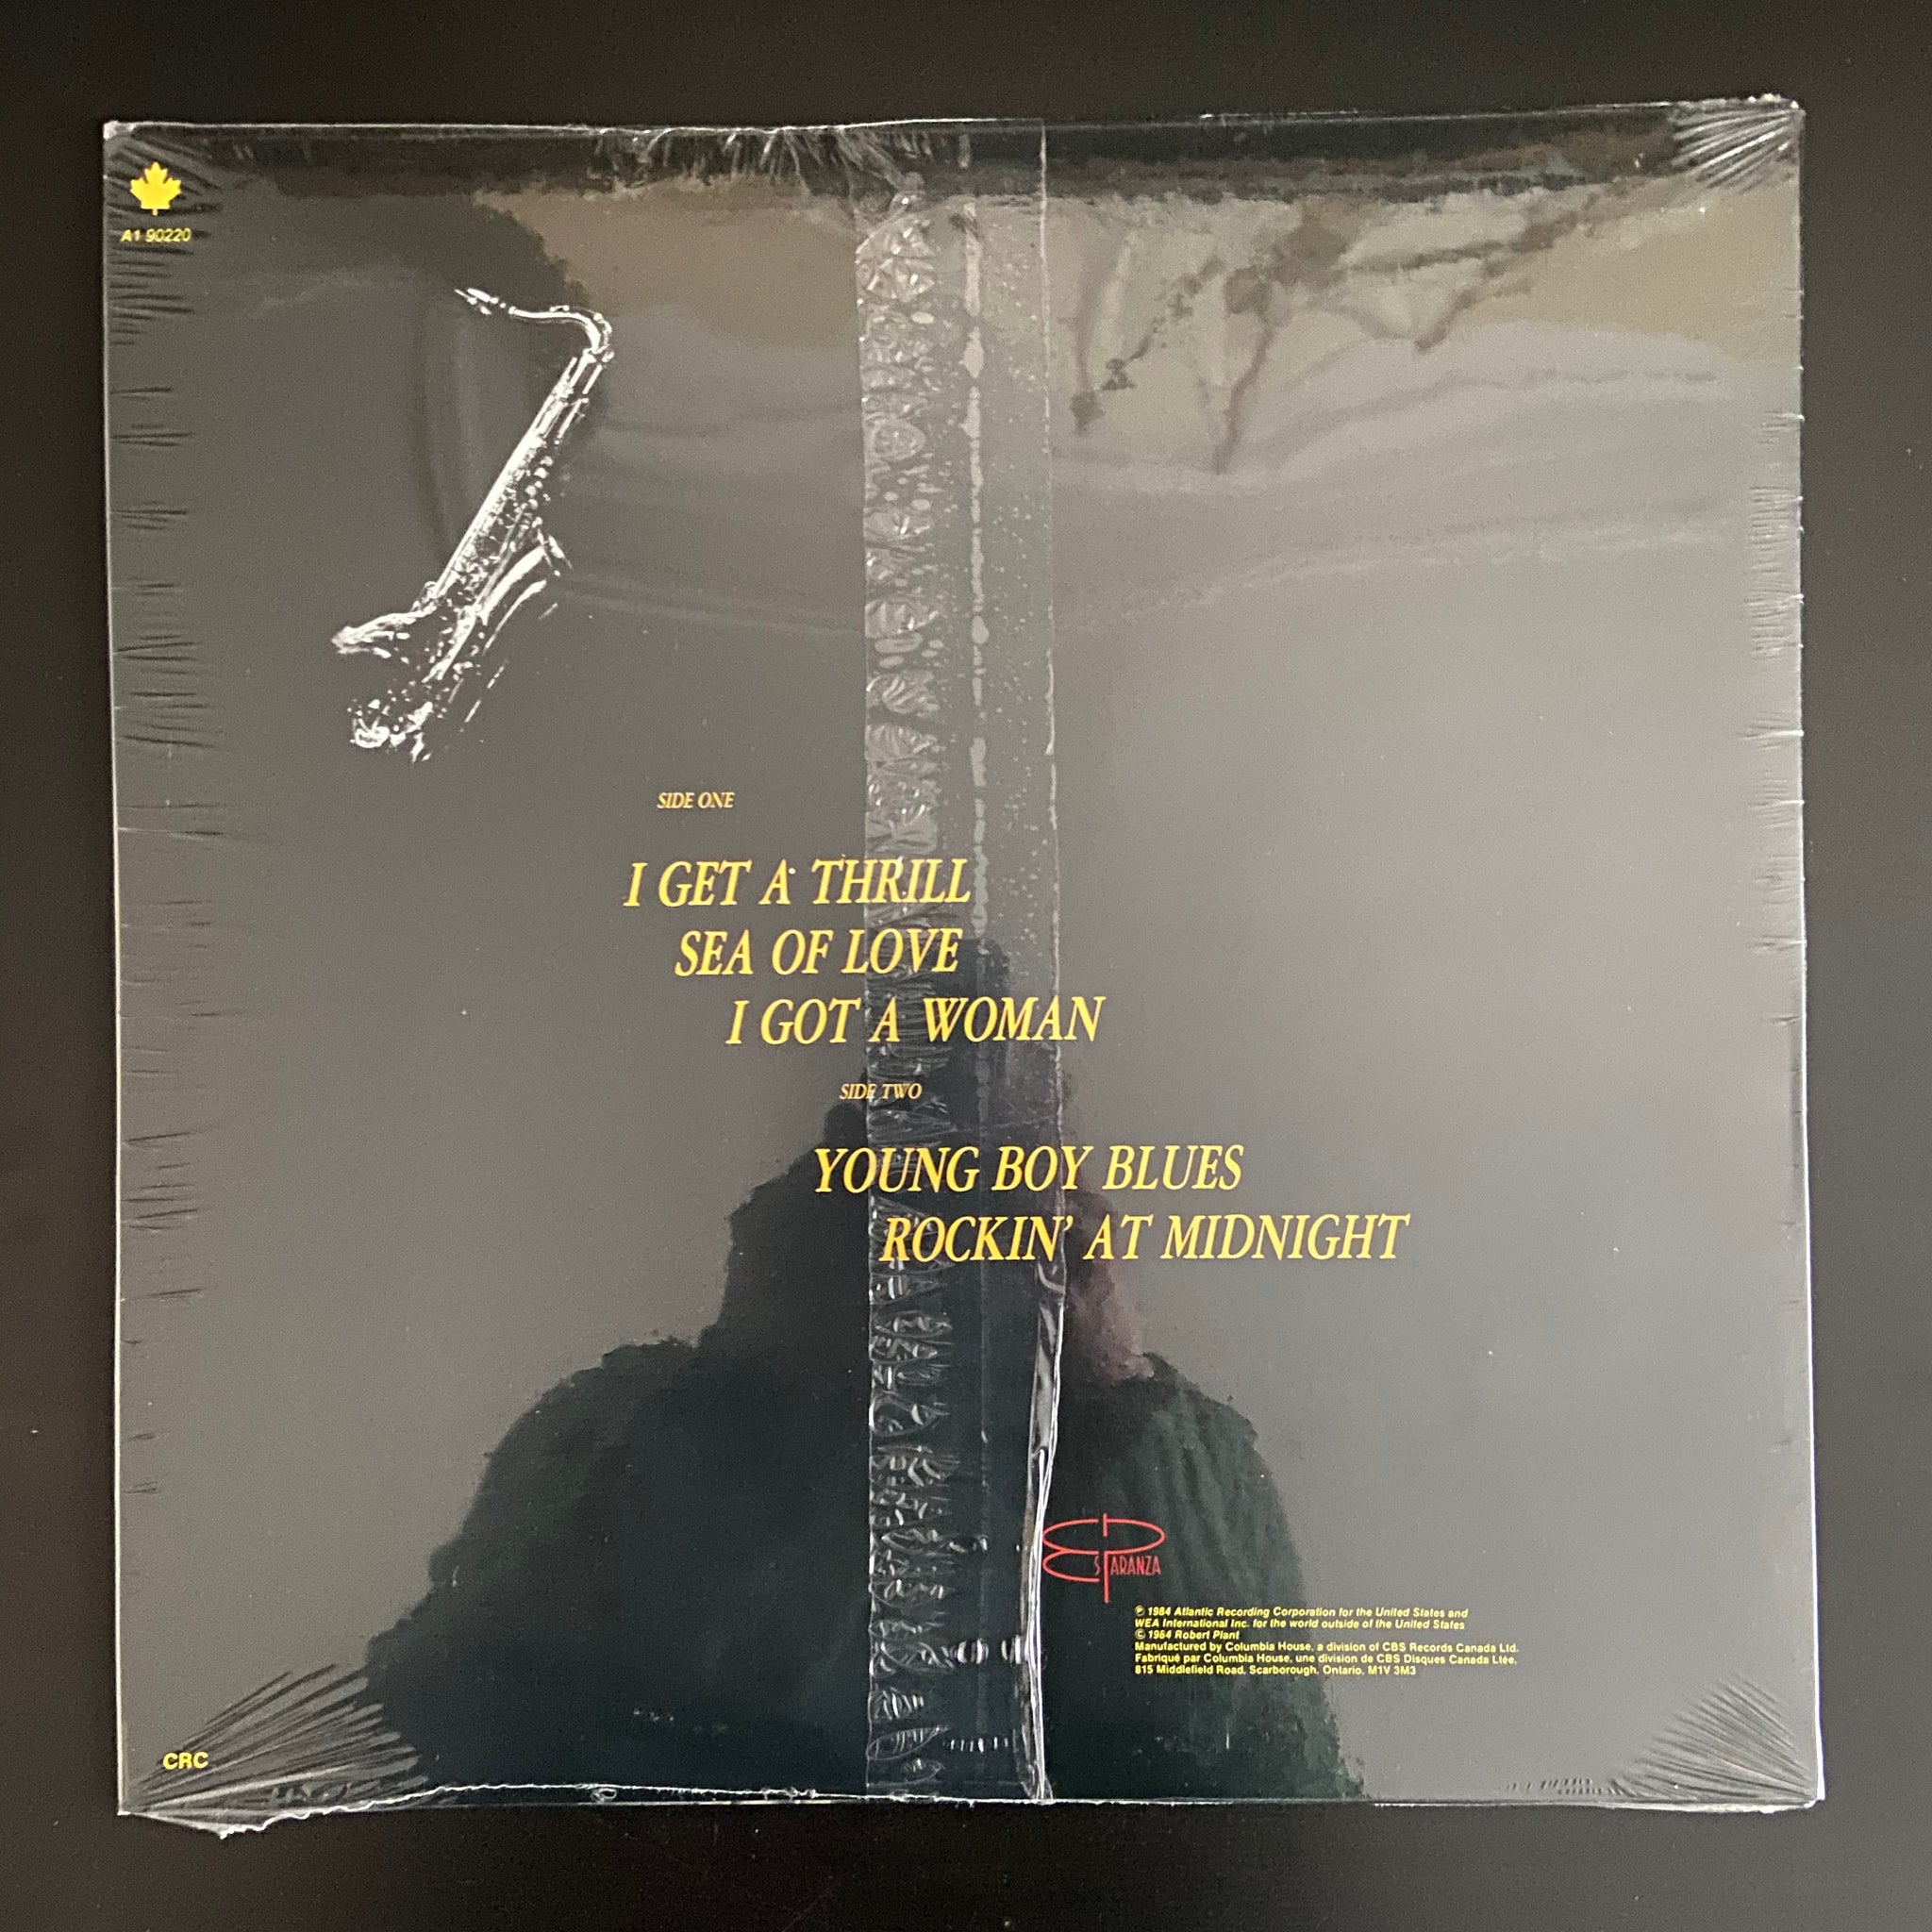 A1 90220
SIDE ONE
I GET A THRILL
SEA OF LOVE
I GOT A WOMAN
SIDE TWO
YOUNG BOY BLUES
ROCKIN' AT MIDNIGHT
ESPARANZA
℗ 1984 Atlantic Recording Corporation for the United States and
WEA International Inc. for the world outside of the United States
© 1984 Robert Plant
Manufactured by Columbia House, a division of CBS Records Canada Ltd.
Fabriqué par Columbia House, une division de CBS Disques Canada Ltée.
815 Middlefield Road, Scarborough, Ontario, M1V 3M3
CRC